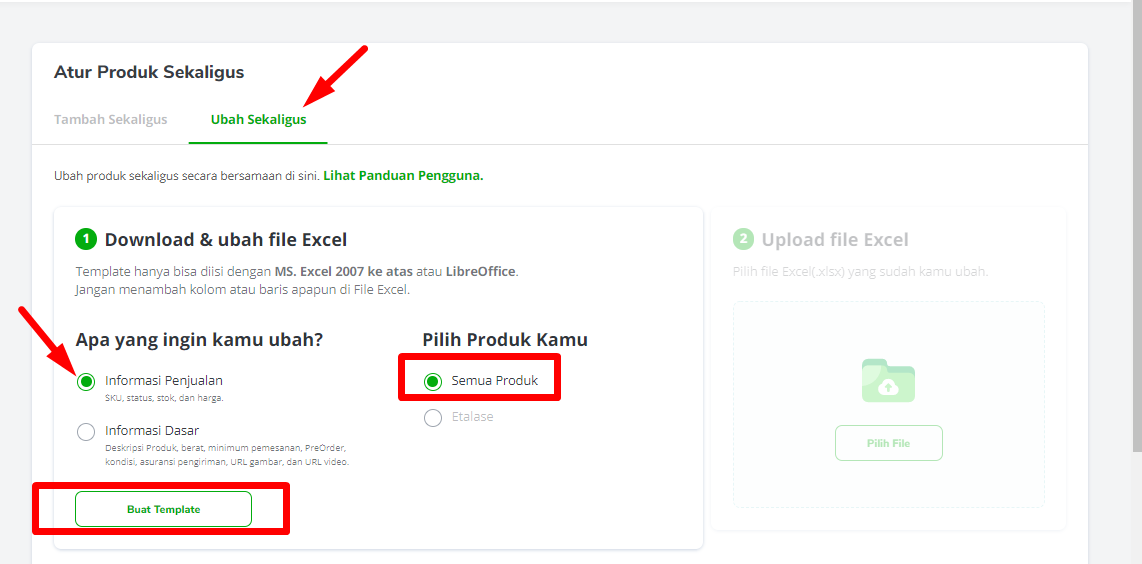 Atur Produk Sekaligus
Tambah Sekaligus
Ubah Sekaligus
Ubah produk sekaligus secara bersamaan di sini. Lihat Panduan Pengguna.
1 Download & ubah file Excel
Template hanya bisa diisi dengan MS. Excel 2007 ke atas atau LibreOffice.
Jangan menambah kolom atau baris apapun di File Excel.
Apa yang ingin kamu ubah?
Informasi Penjualan
SKU, status, stok, dan harga.
Informasi Dasar
Deskripsi Produk, berat, minimum pemesanan, PreOrder,
kondisi, asuransi pengiriman, URL gambar, dan URL video.
Pilih Produk Kamu
Semua Produk
Etalase
Buat Template
2 Upload file Excel
Pilih file Excel(.xlsx) yang sudah kamu ubah.
Pilih File